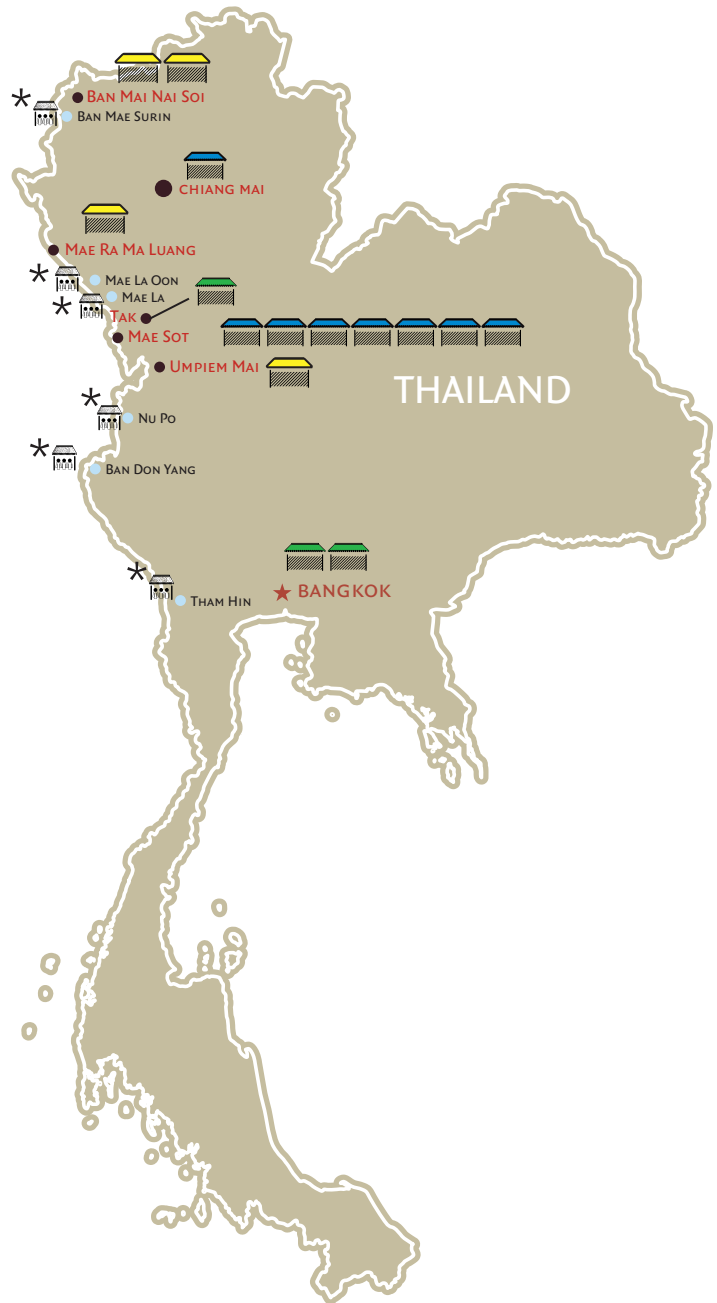 Ban Mai Nai Soi
Ban Mae Surin
chiang mai
Mae Ra Ma Luang
Mae La Oon
Mae La
Tak
Mae Sot
Umpiem Mai
THAILAND
Nu Po
Ban Don Yang
BANGKOK
Tham Hin